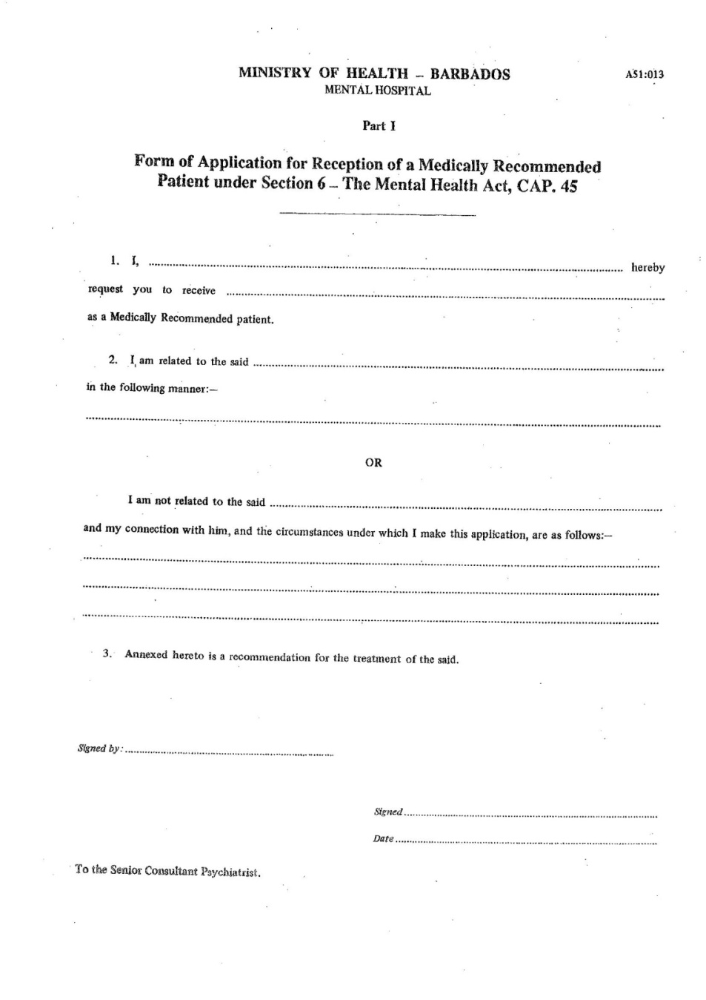 MINISTRY OF HEALTH – BARBADOS A51:013
MENTAL HOSPITAL
Part I
Form of Application for Reception of a Medically Recommended
Patient under Section 6 – The Mental Health Act, CAP. 45
1. I, ........ hereby
request you to receive ........
as a Medically Recommended patient.
2. I am related to the said ........
in the following manner:—
........
OR
I am not related to the said ........
and my connection with him, and the circumstances under which I make this application, are as follows:—
........
........
........
3. Annexed hereto is a recommendation for the treatment of the said.
Signed by: ........
Signed ........
Date ........
To the Senior Consultant Psychiatrist.